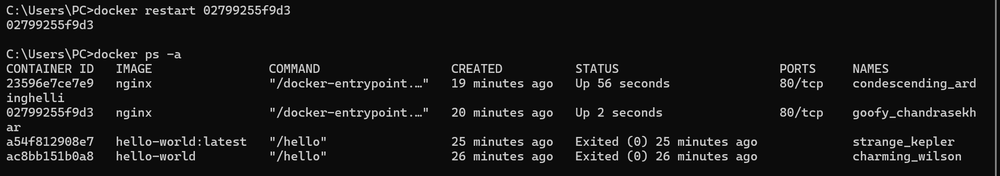 C:\Users\PC>docker restart 02799255f9d3
02799255f9d3
C:\Users\PC>docker ps -a
CONTAINER ID   IMAGE                COMMAND                  CREATED          STATUS                      PORTS     NAMES
23596e7ce7e9   nginx                "/docker-entrypoint.…"   19 minutes ago   Up 56 seconds               80/tcp    condescending_ard
inghelli
02799255f9d3   nginx                "/docker-entrypoint.…"   20 minutes ago   Up 2 seconds                80/tcp    goofy_chandrasekh
ar
a54f812908e7   hello-world:latest   "/hello"                 25 minutes ago   Exited (0) 25 minutes ago             strange_kepler
ac8bb151b0a8   hello-world          "/hello"                 26 minutes ago   Exited (0) 26 minutes ago             charming_wilson